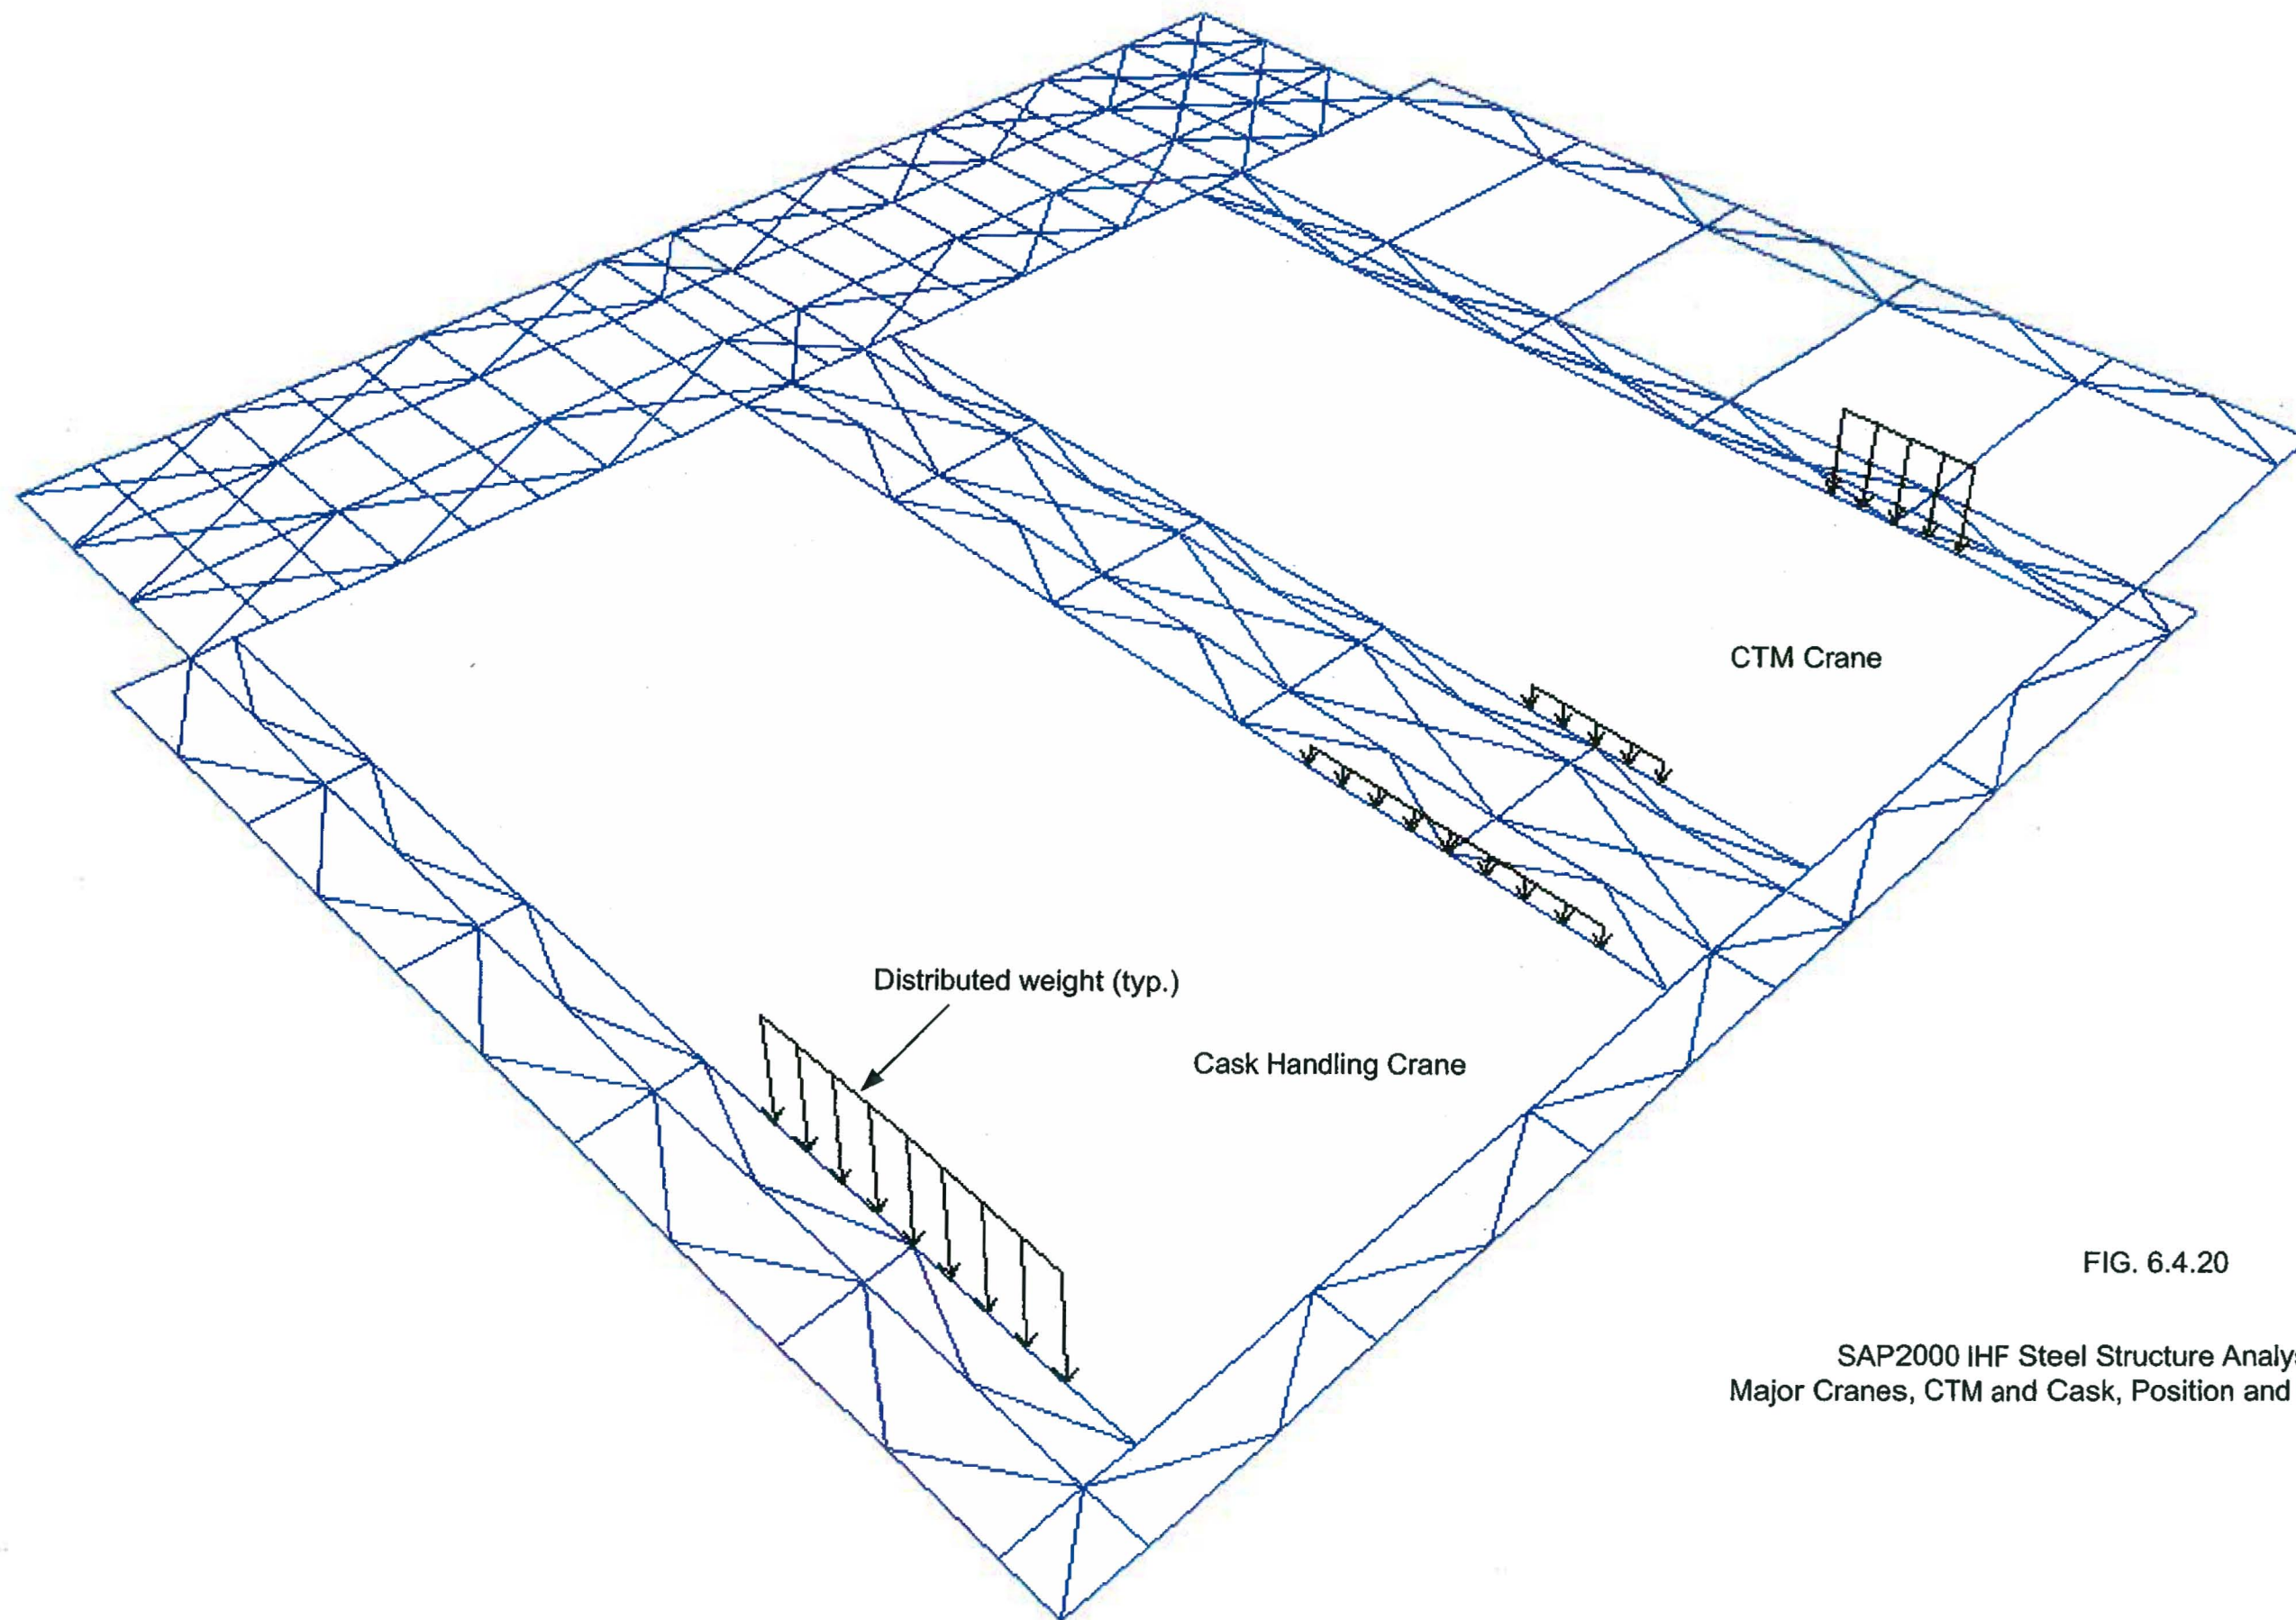 CTM Crane
Distributed weight (typ.)
Cask Handling Crane
FIG. 6.4.20
SAP2000 IHF Steel Structure
Major Cranes, CTM and Cask, Position and